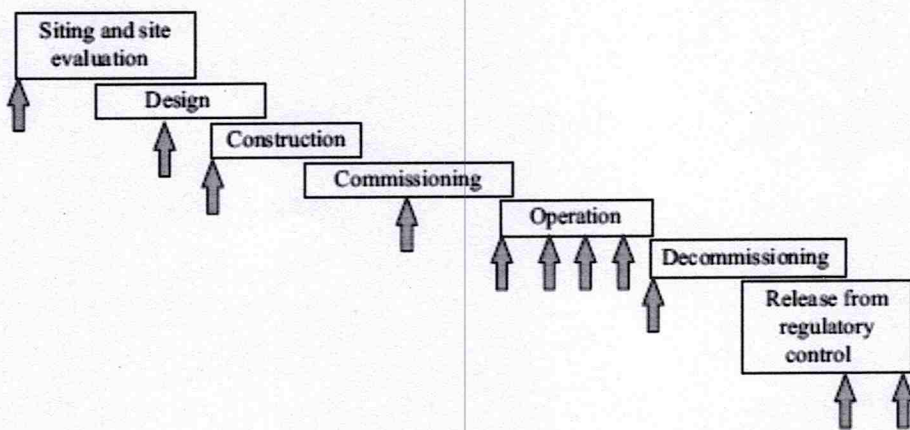 Siting and site
evaluation
Design
Construction
Commissioning
Operation
Decommissioning
Release from
regulatory
control